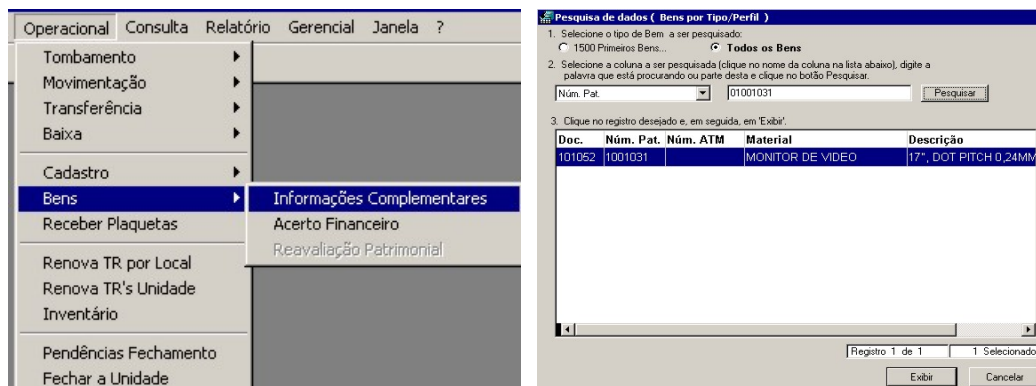 Operacional Consulta Relatório Gerencial Janela ?
Tombamento
Movimentação
Transferência
Baixa
Cadastro
Bens
Receber Plaquetas
Renova TR por Local
Renova TR's Unidade
Inventário
Pendências Fechamento
Fechar a Unidade
Informações Complementares
Acerto Financeiro
Reavaliação Patrimonial
Pesquisa de dados ( Bens por Tipo/Perfil )
1. Selecione o tipo de Bem a ser pesquisado:
1500 Primeiros Bens... Todos os Bens
2. Selecione a coluna a ser pesquisada (clique no nome da coluna na lista abaixo), digite a
palavra que está procurando ou parte desta e clique no botão Pesquisar.
Núm. Pat. 01001031 Pesquisar
3. Clique no registro desejado e, em seguida, em 'Exibir'.
Doc. Núm. Pat. Núm. ATM Material Descrição
101052 1001031 MONITOR DE VIDEO 17", DOT PITCH 0,24MM
Registro 1 de 1 1 Selecionado
Exibir Cancelar